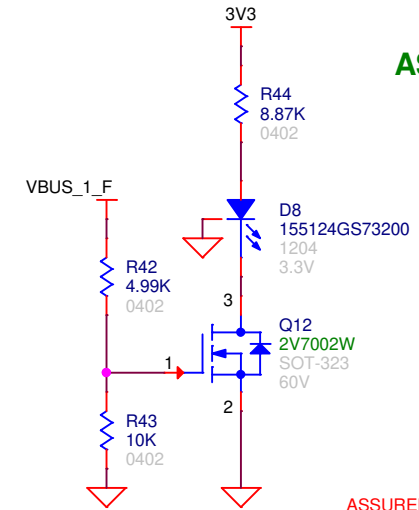 3V3
AS
R44
8.87K
0402
VBUS_1_F
D8
155124GS73200
1204
3.3V
R42
4.99K
0402
3
Q12
2V7002W
SOT-323
60V
1
2
R43
10K
0402
ASSURE